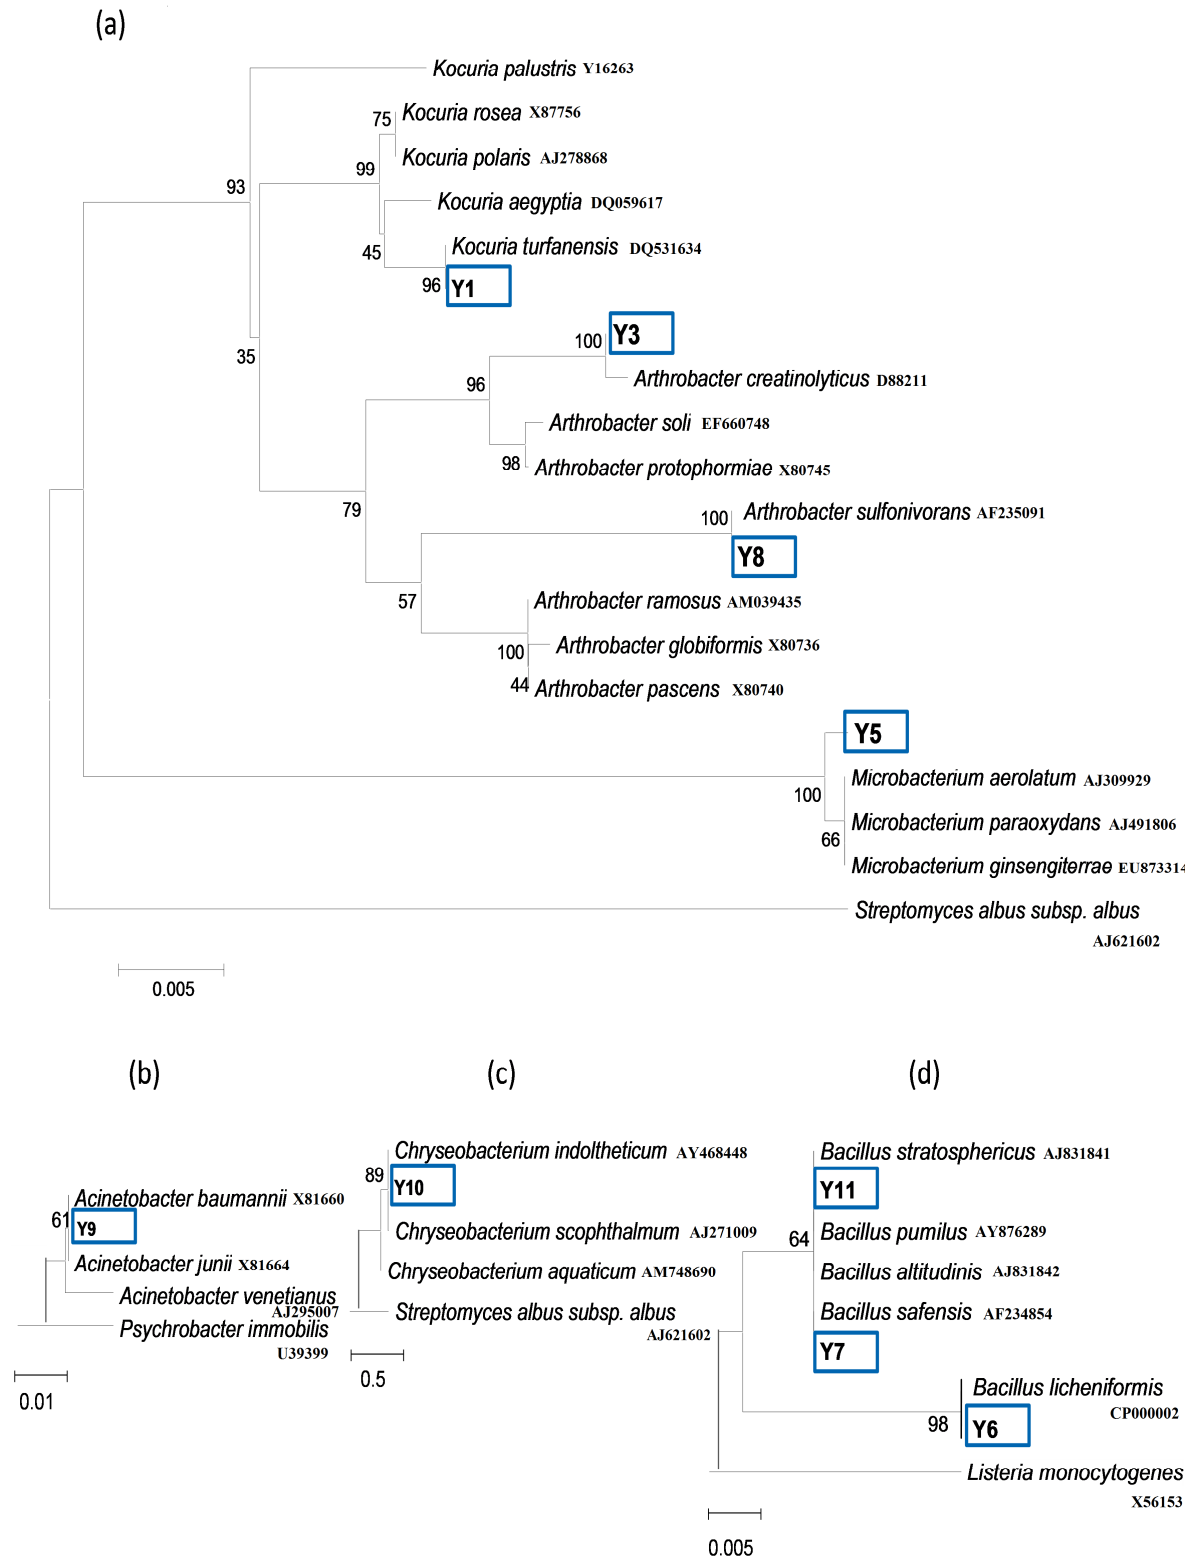 (a)
Kocuria palustris Y16263
75 Kocuria rosea X87756
Kocuria polaris AJ278868
99
93
Kocuria aegyptia DQ059617
45 Kocuria turfanensis DQ531634
96 Y1
100 Y3
35
96 Arthrobacter creatinolyticus D88211
Arthrobacter soli EF660748
98 Arthrobacter protophormiae X80745
79
100 Arthrobacter sulfonivorans AF235091
Y8
57 Arthrobacter ramosus AM039435
100 Arthrobacter globiformis X80736
44 Arthrobacter pascens X80740
Y5
Microbacterium aerolatum AJ309929
100
66 Microbacterium paraoxydans AJ491806
Microbacterium ginsengiterrae EU873314
Streptomyces albus subsp. albus
AJ621602
0.005
(b)
Acinetobacter baumannii X81660
61 Y9
Acinetobacter junii X81664
Acinetobacter venetianus
AJ295007
Psychrobacter immobilis
U39399
0.01
(c)
Chryseobacterium indoltheticum AY468448
89 Y10
Chryseobacterium scophthalmum AJ271009
Chryseobacterium aquaticum AM748690
Streptomyces albus subsp. albus
AJ621602
0.5
(d)
Bacillus stratosphericus AJ831841
Y11
64 Bacillus pumilus AY876289
Bacillus altitudinis AJ831842
Bacillus safensis AF234854
Y7
Bacillus licheniformis
CP000002
98 Y6
Listeria monocytogenes
X56153
0.005